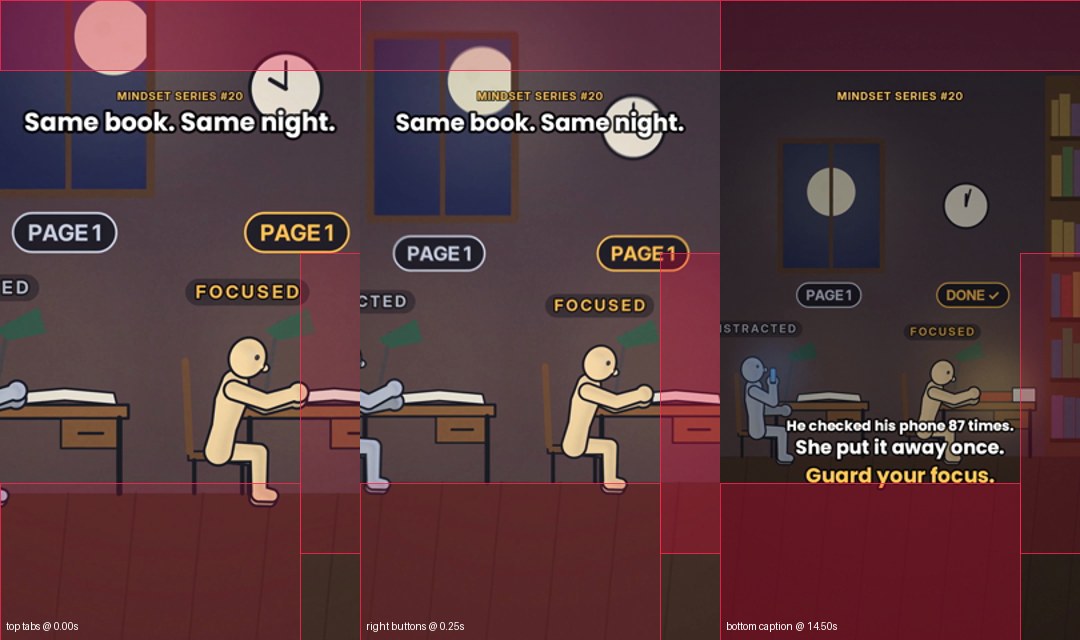 MINDSET SERIES #20
Same book. Same night.
PAGE 1
PAGE 1
ED
FOCUSED
top tabs @ 0.00s
MINDSET SERIES #20
Same book. Same night.
PAGE 1
PAGE 1
CTED
FOCUSED
right buttons @ 0.25s
MINDSET SERIES #20
PAGE 1
DONE ✓
ISTRACTED
FOCUSED
He checked his phone 87 times.
She put it away once.
Guard your focus.
bottom caption @ 14.50s